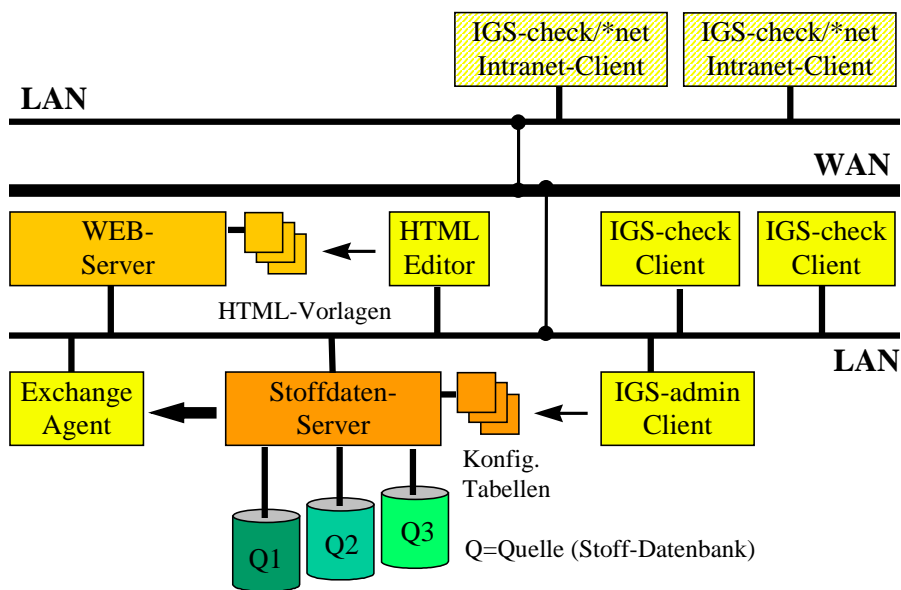 IGS-check/*net
Intranet-Client
IGS-check/*net
Intranet-Client
LAN
WAN
WEB-
Server
HTML
Editor
IGS-check
Client
IGS-check
Client
HTML-Vorlagen
LAN
Exchange
Agent
Stoffdaten-
Server
IGS-admin
Client
Konfig.
Tabellen
Q1
Q2
Q3
Q=Quelle (Stoff-Datenbank)